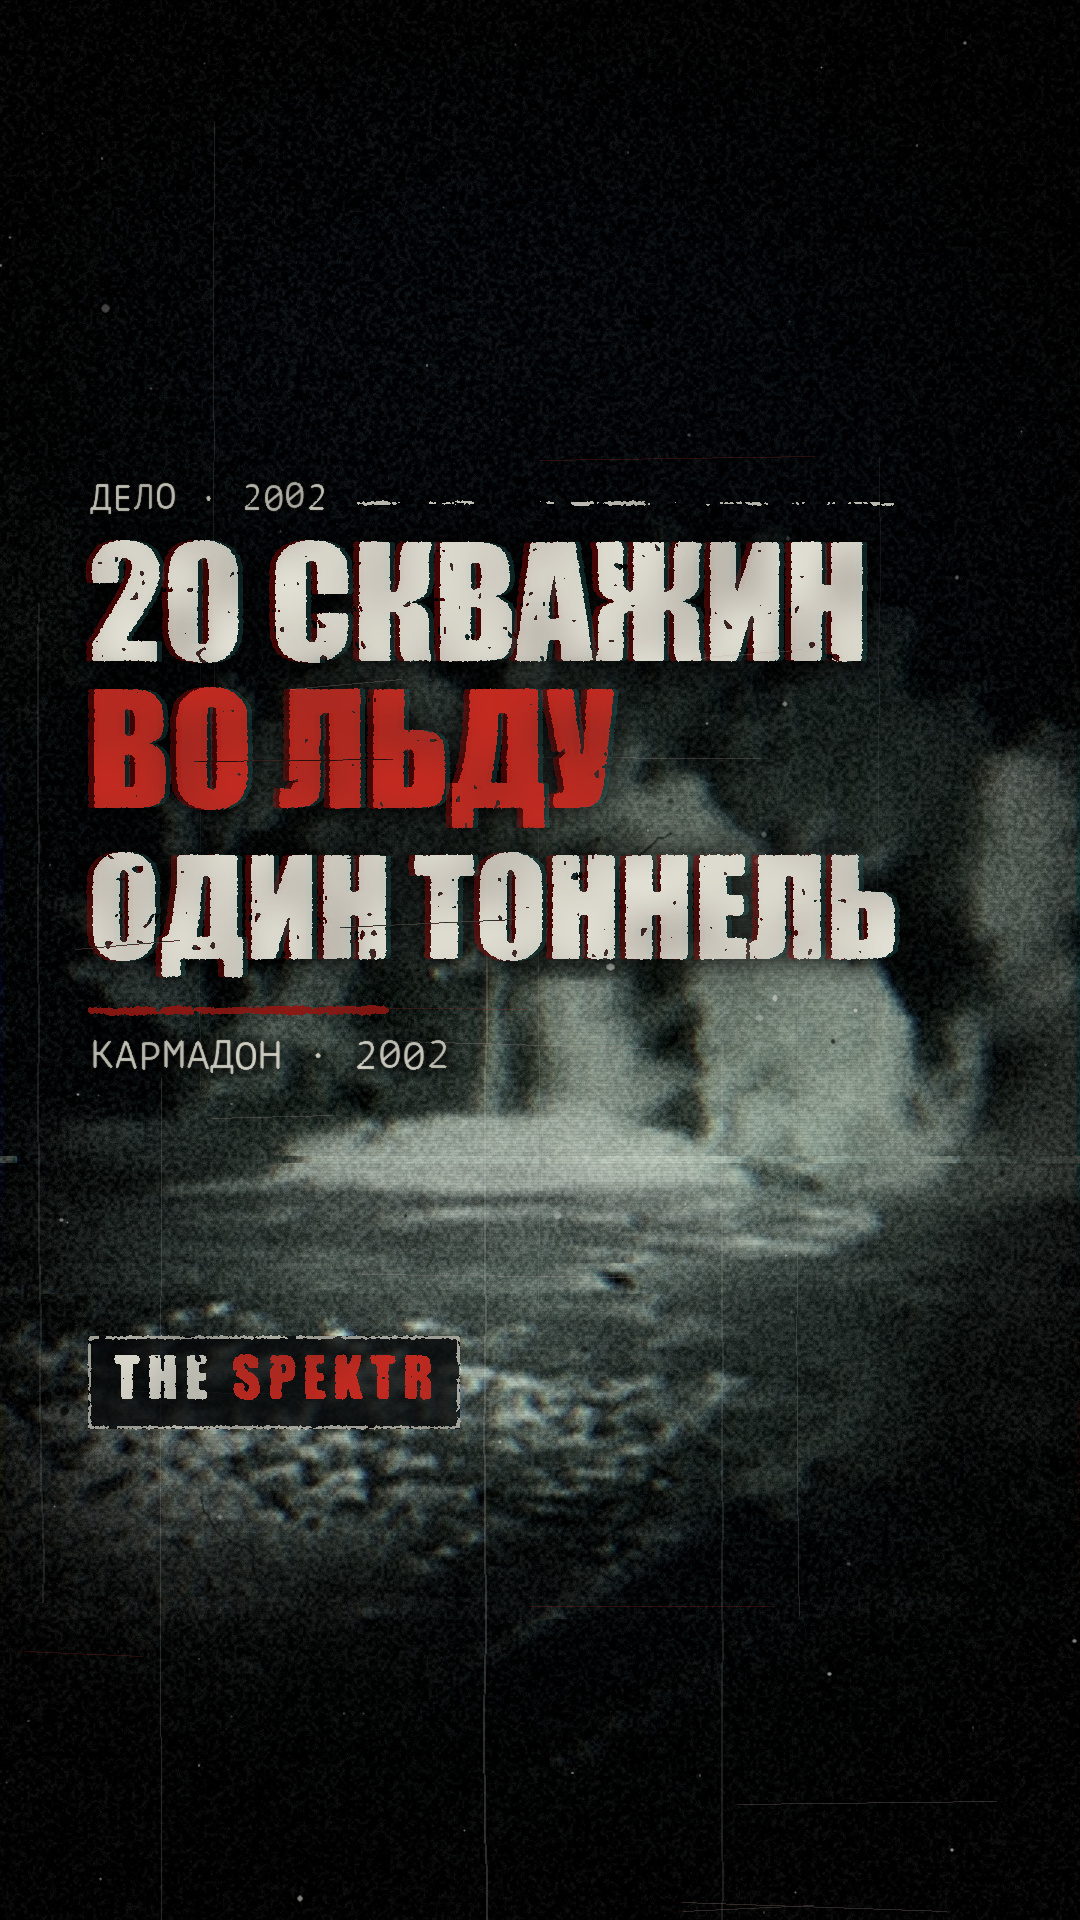 ДЕЛО · 2002
20 СКВАЖИН
ВО ЛЬДУ
ОДИН ТОННЕЛЬ
КАРМАДОН · 2002
THE SPEKTR